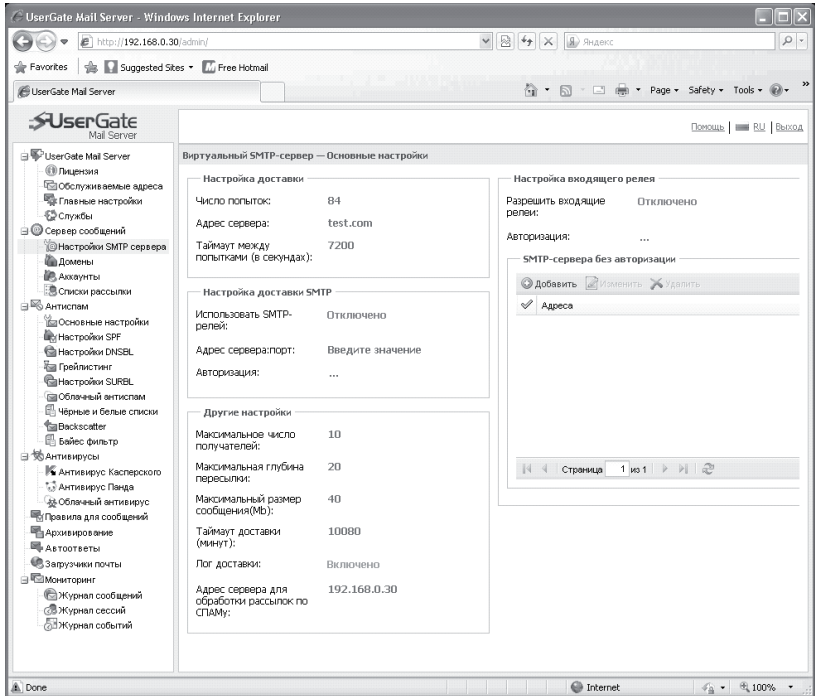 UserGate Mail Server - Windows Internet Explorer
http://192.168.0.30/admin/
Яндекс
Favorites
Suggested Sites
Free Hotmail
UserGate Mail Server
Page
Safety
Tools
»
UserGate
Mail Server
Помощь
RU
Выход
UserGate Mail Server
Лицензия
Обслуживаемые адреса
Главные настройки
Службы
Сервер сообщений
Настройки SMTP сервера
Домены
Аккаунты
Списки рассылки
Антиспам
Основные настройки
Настройки SPF
Настройки DNSBL
Грейлистинг
Настройки SURBL
Облачный антиспам
Чёрные и белые списки
Backscatter
Байес фильтр
Антивирусы
Антивирус Касперского
Антивирус Панда
Облачный антивирус
Правила для сообщений
Архивирование
Автоответы
Загрузчики почты
Мониторинг
Журнал сообщений
Журнал сессий
Журнал событий
Виртуальный SMTP-сервер — Основные настройки
Настройка доставки
Число попыток: 84
Адрес сервера: test.com
Таймаут между 7200
попытками (в секундах):
Настройка доставки SMTP
Использовать SMTP- Отключено
релей:
Адрес сервера:порт: Введите значение
Авторизация: ...
Другие настройки
Максимальное число 10
получателей:
Максимальная глубина 20
пересылки:
Максимальный размер 40
сообщения(Mb):
Таймаут доставки 10080
(минут):
Лог доставки: Включено
Адрес сервера для 192.168.0.30
обработки рассылок по
СПАМу:
Настройка входящего релея
Разрешить входящие Отключено
релеи:
Авторизация: ...
SMTP-сервера без авторизации
Добавить Изменить Удалить
Адреса
Страница 1 из 1
Done
Internet
100%